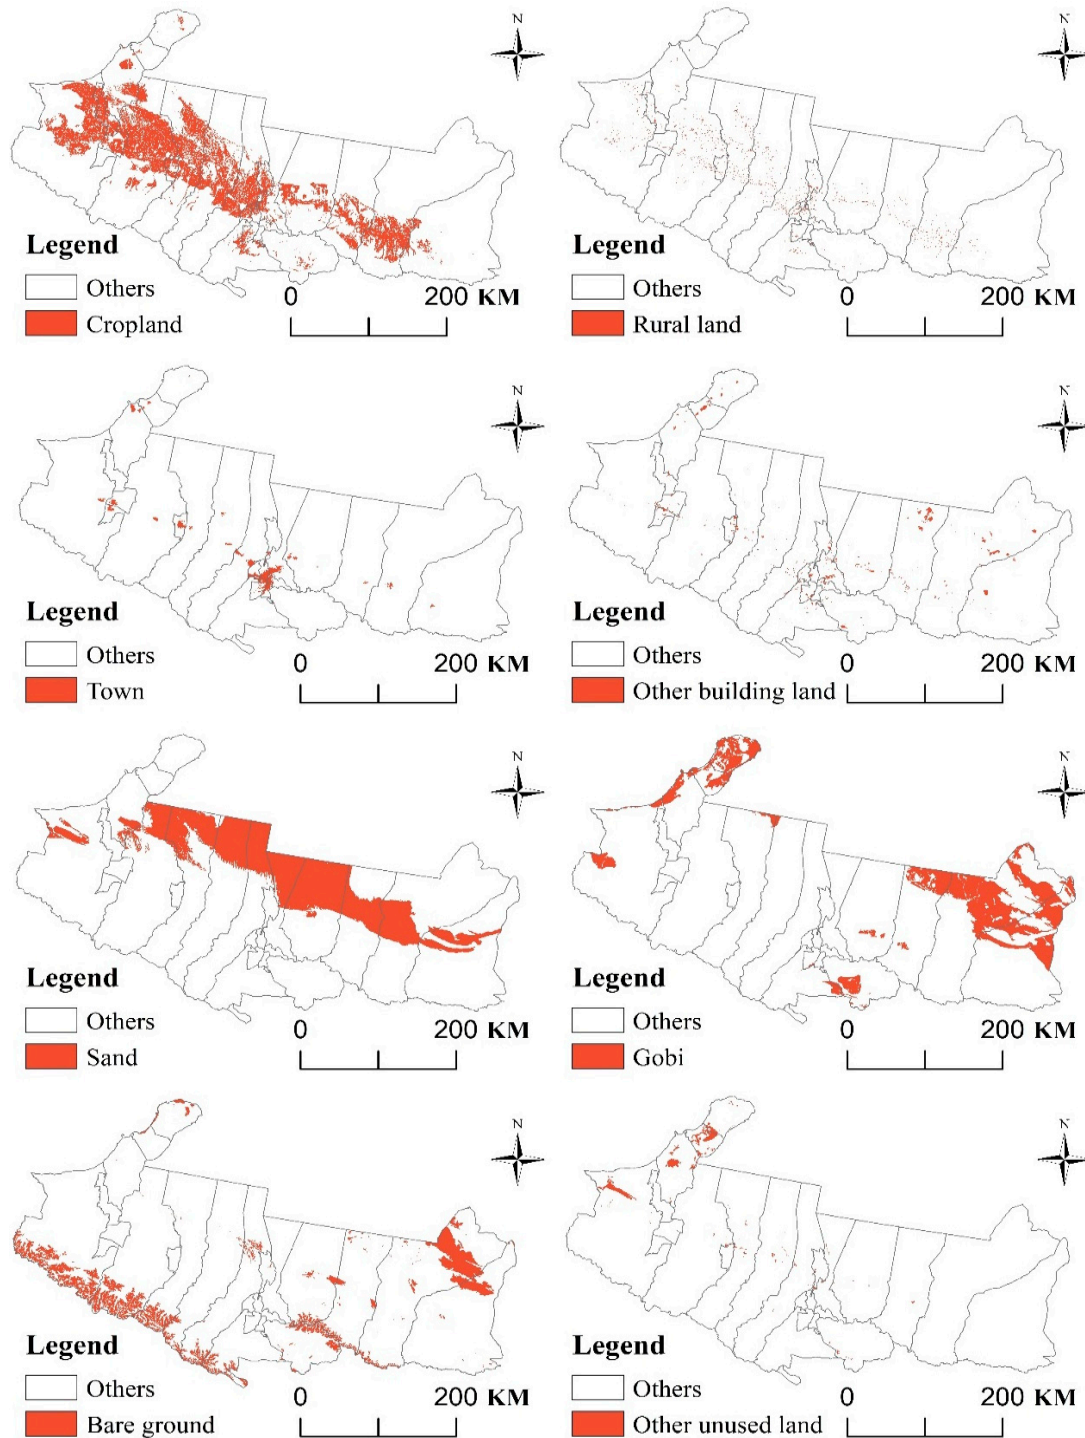 N
N
Legend
Others
Cropland
0 200 KM
Legend
Others
Rural land
0 200 KM
N
N
Legend
Others
Town
0 200 KM
Legend
Others
Other building land
0 200 KM
N
N
Legend
Others
Sand
0 200 KM
Legend
Others
Gobi
0 200 KM
N
N
Legend
Others
Bare ground
0 200 KM
Legend
Others
Other unused land
0 200 KM